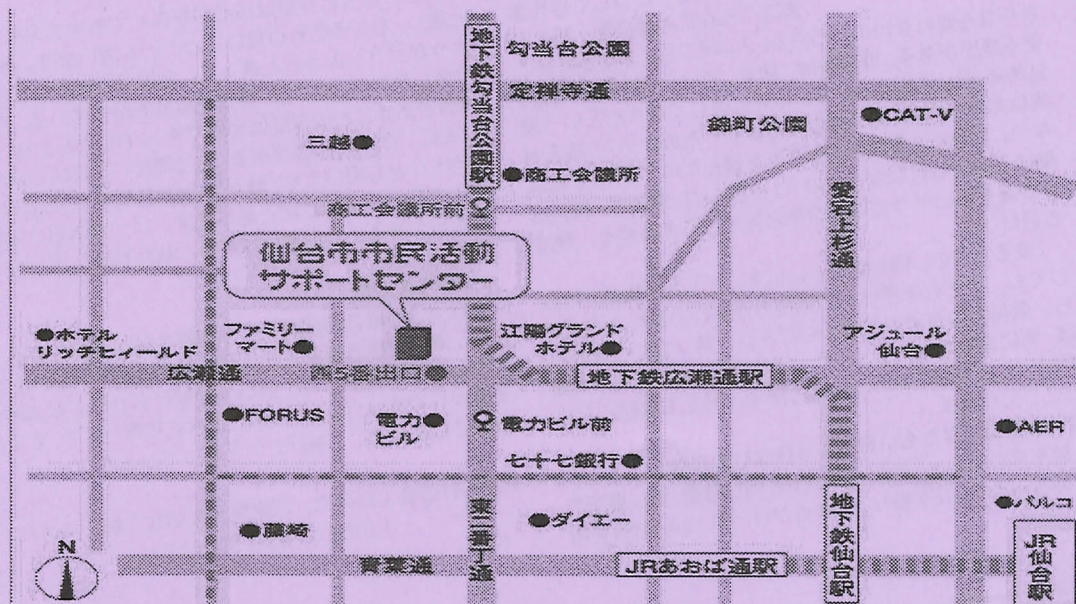 地下鉄勾当台公園駅
勾当台公園
定禅寺通
錦町公園
CAT-V
三越
商工会議所
商工会議所前
愛宕上杉通
仙台市市民活動
サポートセンター
ホテル
リッチヒィールド
ファミリー
マート
江陽グランド
ホテル
アジュール
仙台
広瀬通
西5番出口
地下鉄広瀬通駅
FORUS
電力
ビル
電力ビル前
AER
七十七銀行
パルコ
藤崎
東二番丁通
ダイエー
地下鉄仙台駅
JR仙台駅
青葉通
JRあおば通駅
N